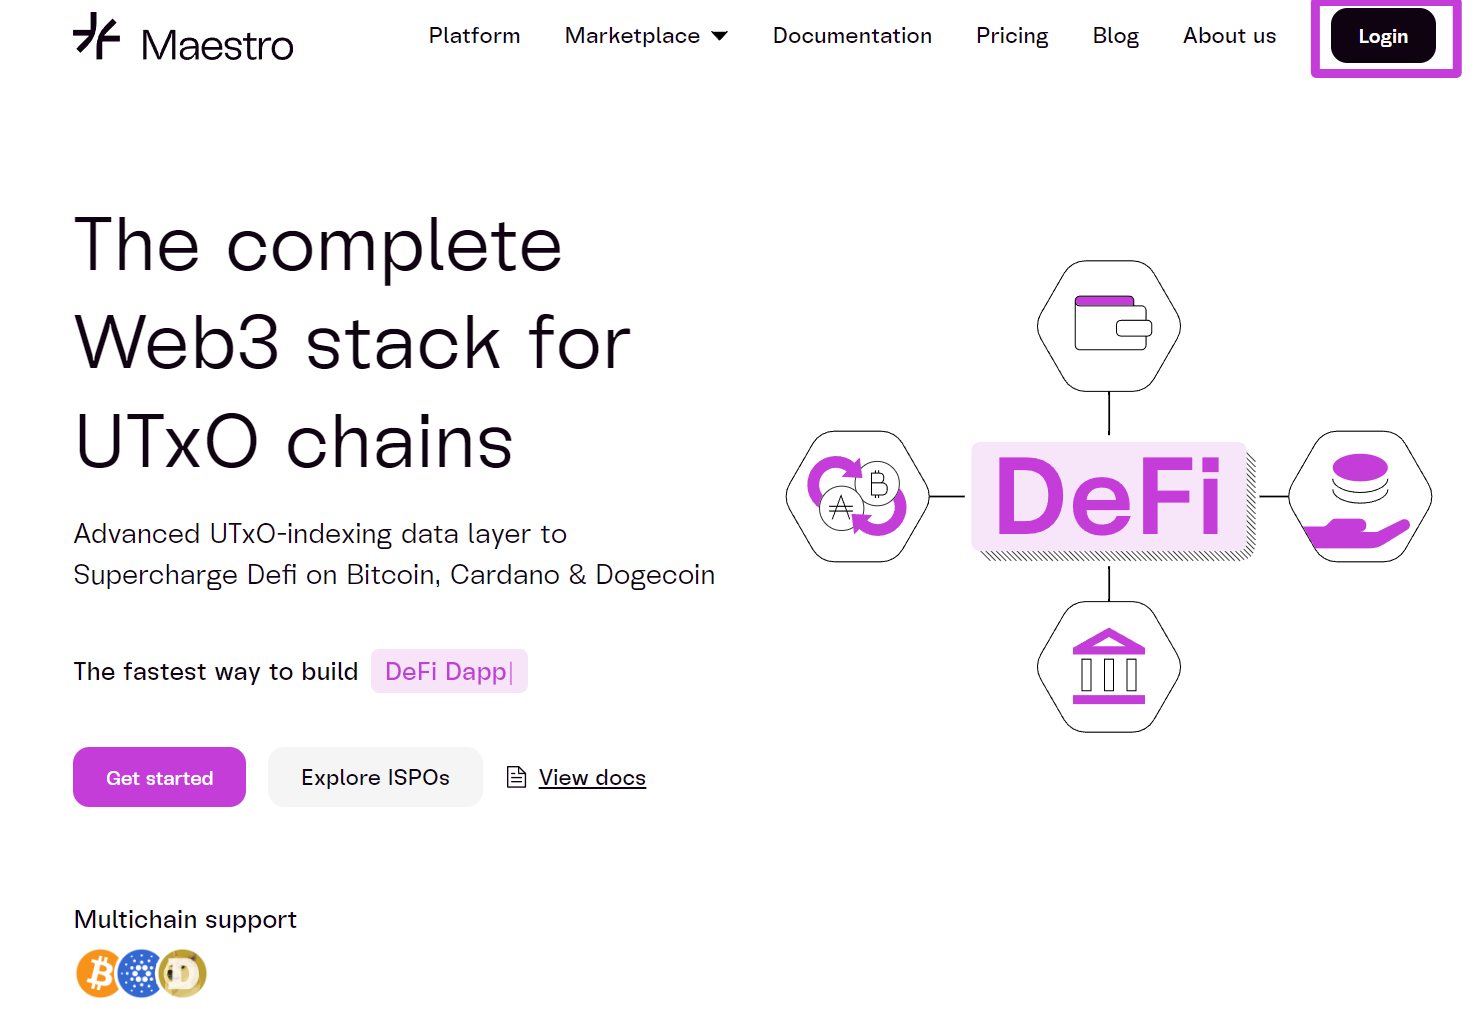 Maestro
Platform Marketplace Documentation Pricing Blog About us Login
The complete
Web3 stack for
UTxO chains
Advanced UTxO-indexing data layer to
Supercharge Defi on Bitcoin, Cardano & Dogecoin
The fastest way to build DeFi Dapp|
Get started Explore ISPOs View docs
DeFi
Multichain support